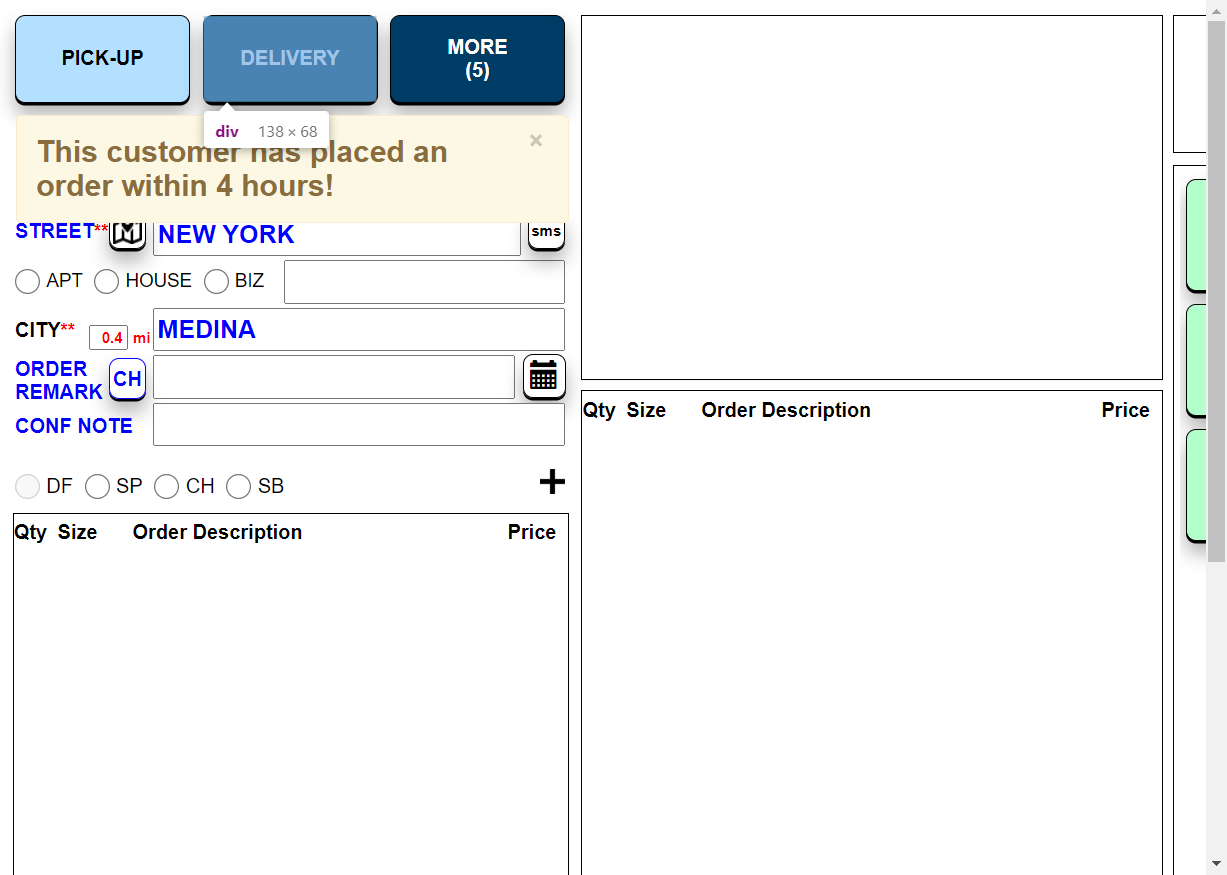 PICK-UP
DELIVERY
MORE
(5)
div 138 × 68
This customer has placed an
order within 4 hours!
×
STREET**
NEW YORK
sms
APT HOUSE BIZ
CITY** 0.4 mi MEDINA
ORDER
REMARK CH
CONF NOTE
DF SP CH SB
Qty Size Order Description Price
Qty Size Order Description Price